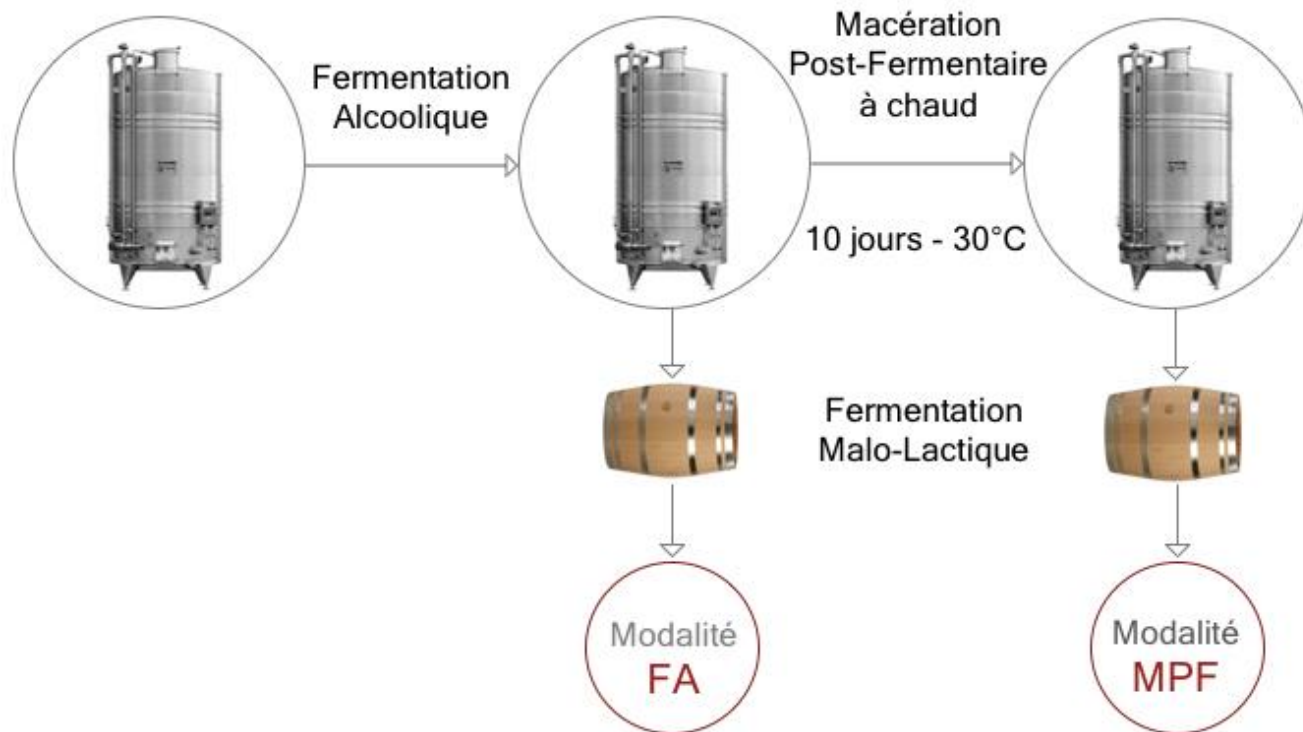 Fermentation
Alcoolique
Macération
Post-Fermentaire
à chaud
10 jours - 30°C
Fermentation
Malo-Lactique
Modalité
FA
Modalité
MPF